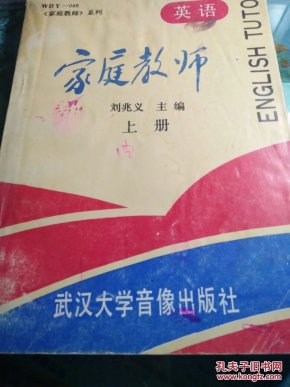 WDY-048
《家庭教师》系列
英语
ENGLISH TUTO
家庭教师
刘兆义 主编
上册
武汉大学音像出版社
孔夫子旧书网